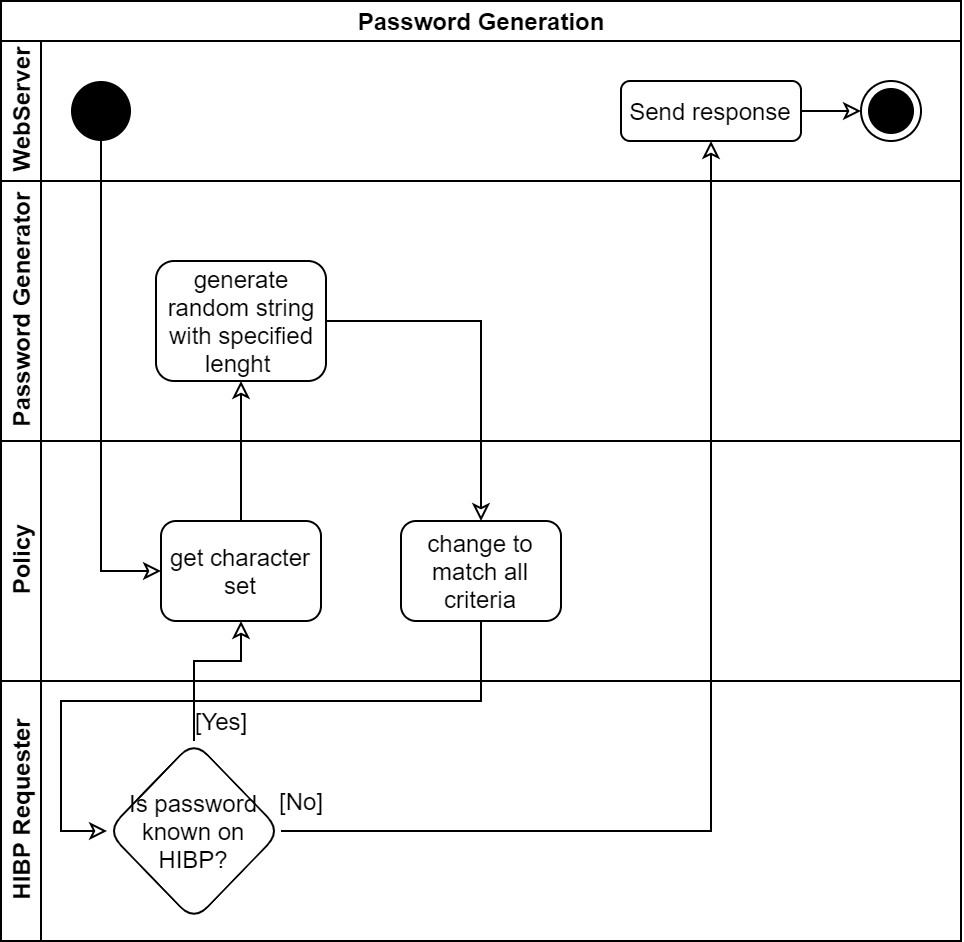 Password Generation
WebServer
Send response
Password Generator
generate
random string
with specified
lenght
Policy
get character
set
change to
match all
criteria
HIBP Requester
[Yes]
[No]
Is password
known on
HIBP?